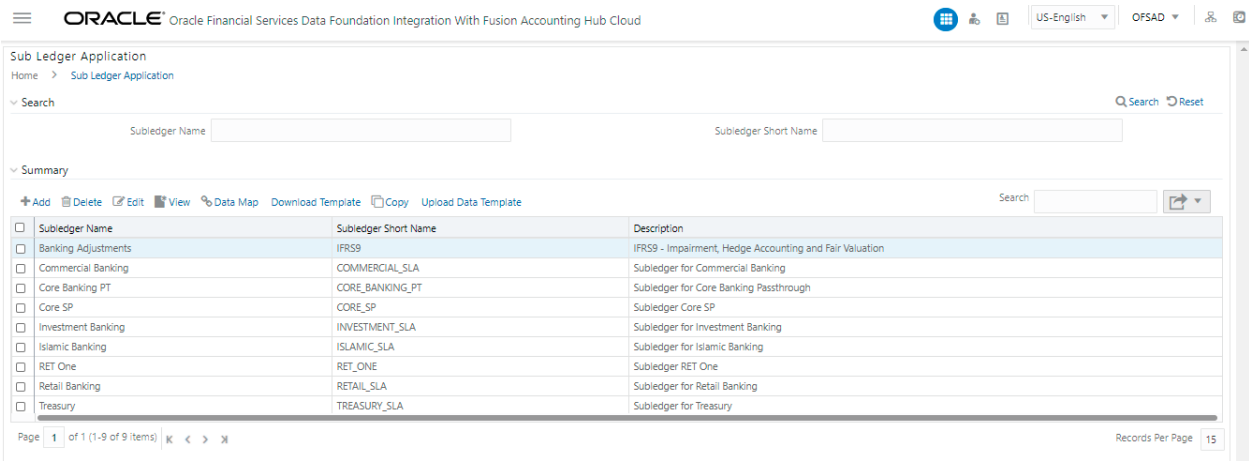 ORACLE® Oracle Financial Services Data Foundation Integration With Fusion Accounting Hub Cloud US-English OFSAD
Sub Ledger Application
Home > Sub Ledger Application
Search Search Reset
Subledger Name Subledger Short Name
Summary
Add Delete Edit View Data Map Download Template Copy Upload Data Template Search
Subledger Name Subledger Short Name Description
Banking Adjustments IFRS9 IFRS9 - Impairment, Hedge Accounting and Fair Valuation
Commercial Banking COMMERCIAL_SLA Subledger for Commercial Banking
Core Banking PT CORE_BANKING_PT Subledger for Core Banking Passthrough
Core SP CORE_SP Subledger Core SP
Investment Banking INVESTMENT_SLA Subledger for Investment Banking
Islamic Banking ISLAMIC_SLA Subledger for Islamic Banking
RET One RET_ONE Subledger RET One
Retail Banking RETAIL_SLA Subledger for Retail Banking
Treasury TREASURY_SLA Subledger for Treasury
Page 1 of 1 (1-9 of 9 items) Records Per Page 15